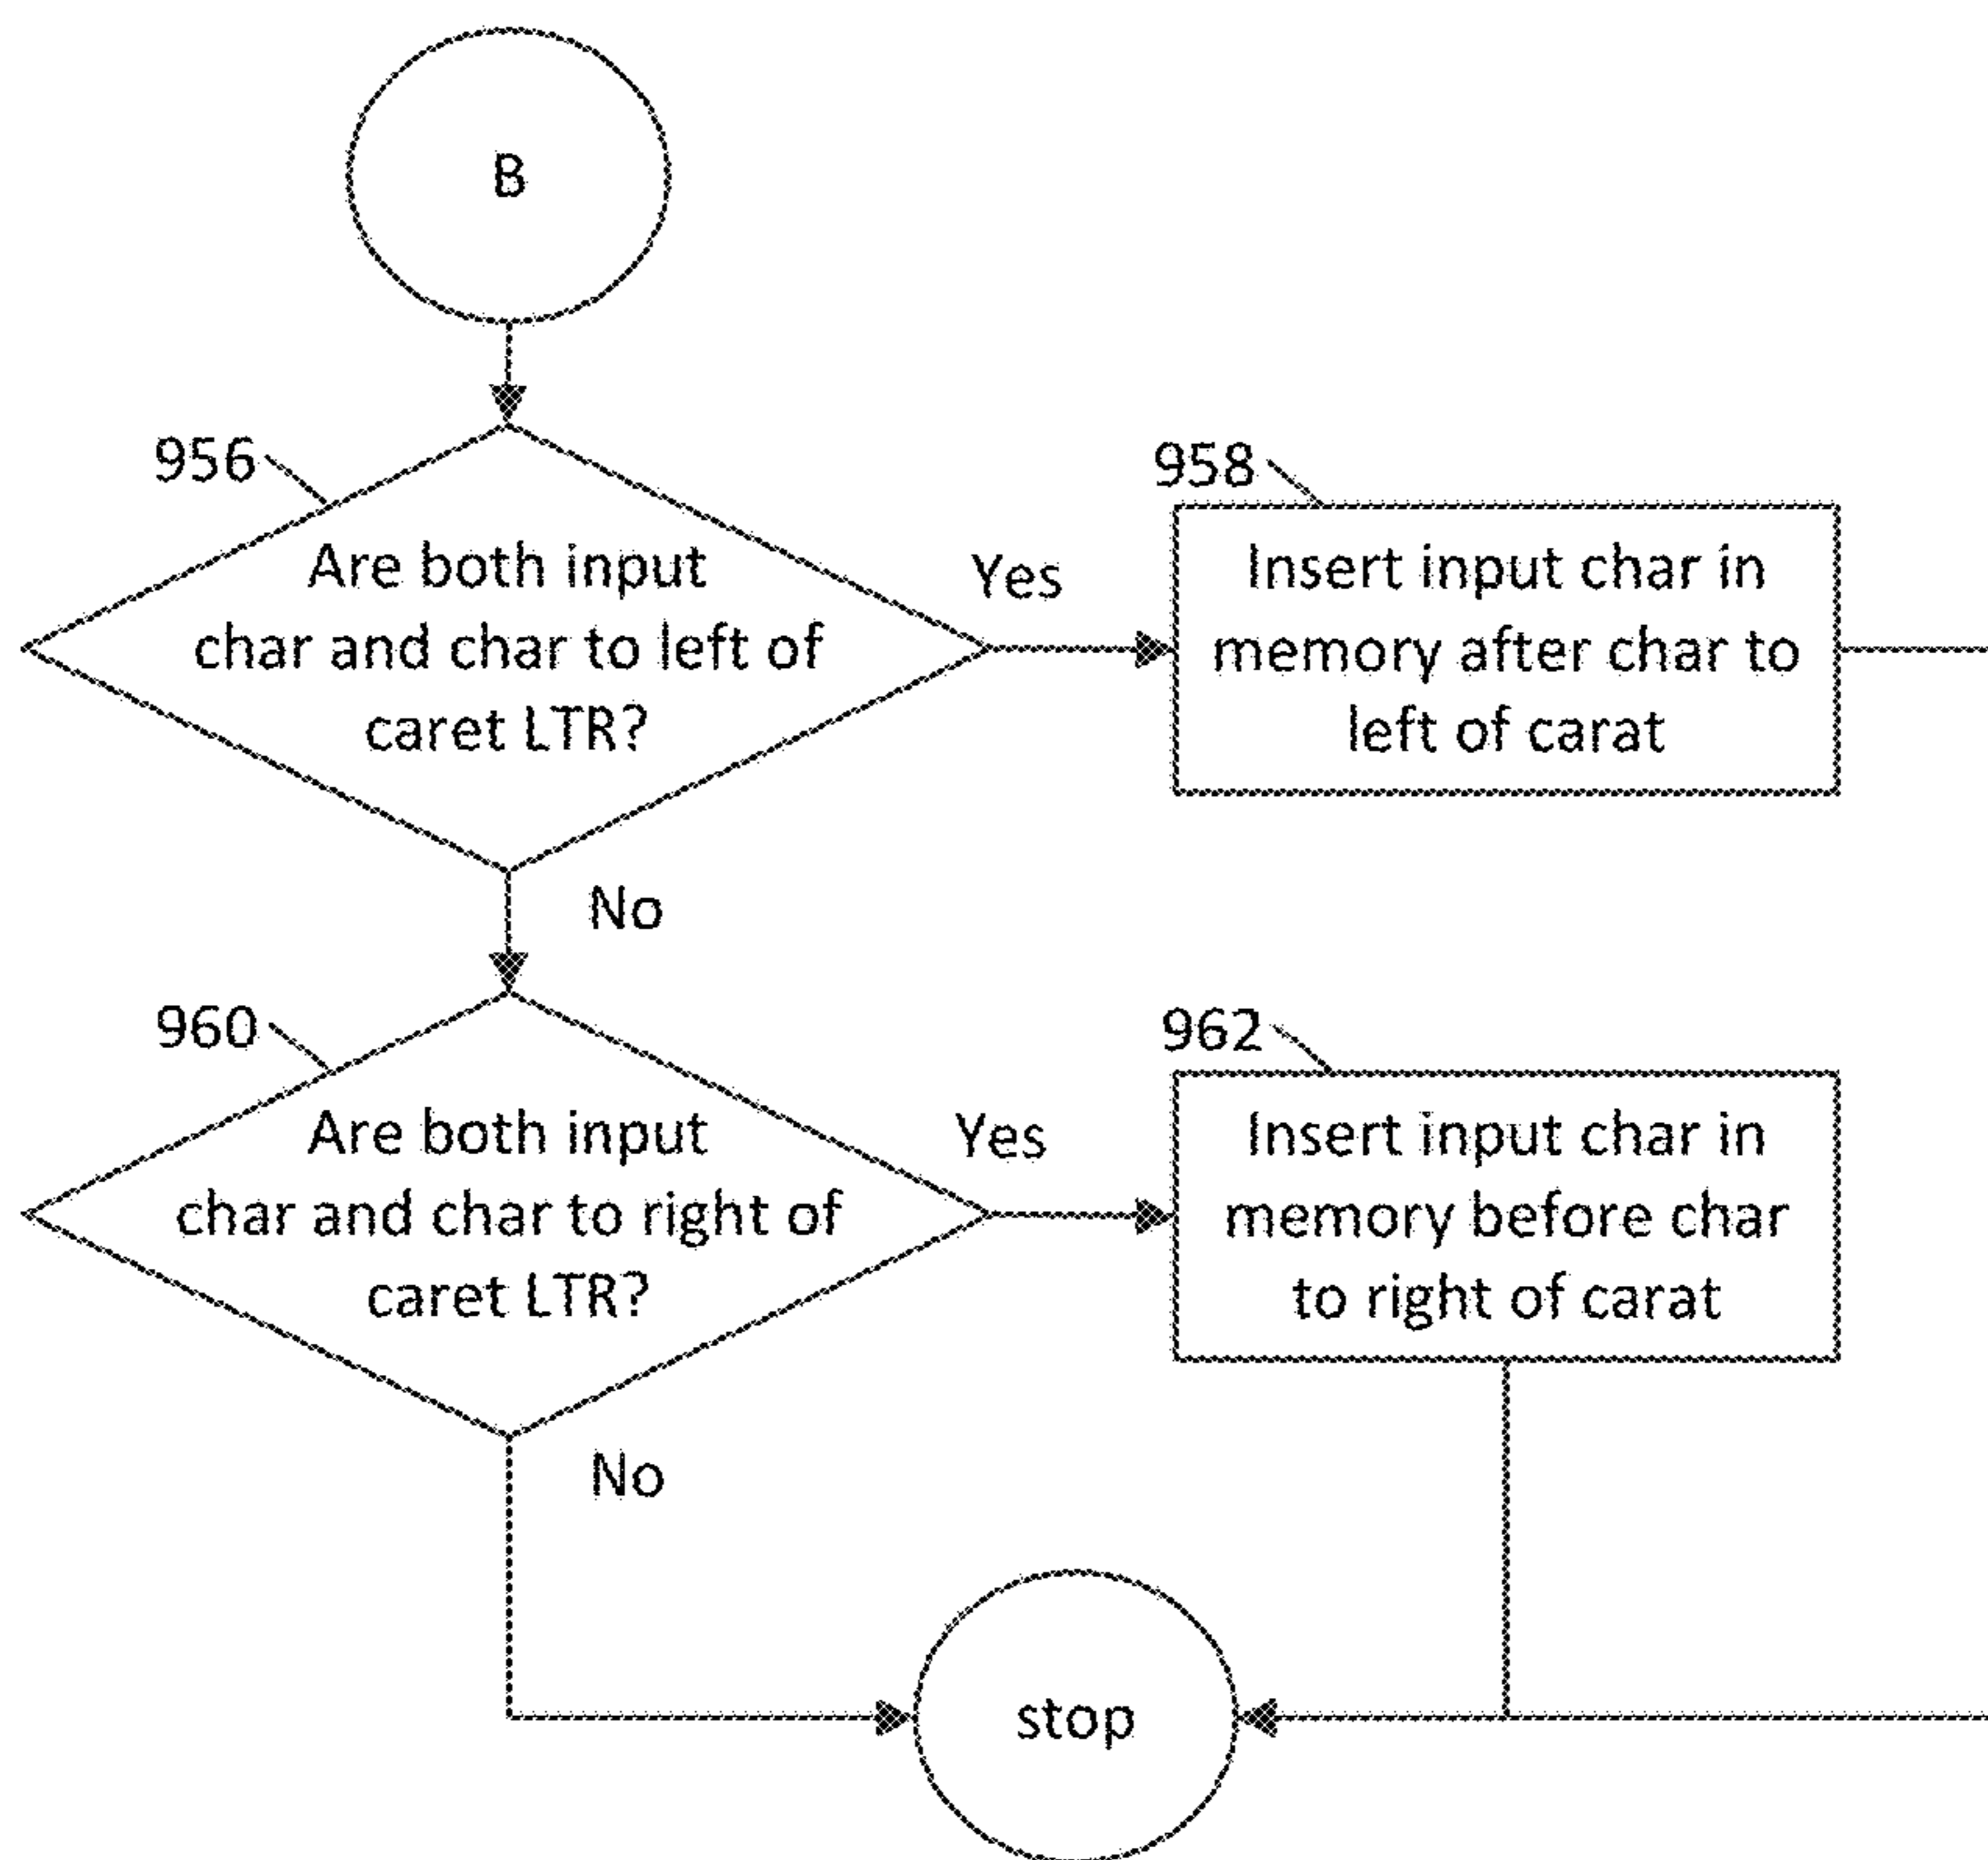 B
956
Are both input
char and char to left of
caret LTR?
Yes
958
Insert input char in
memory after char to
left of carat
No
960
Are both input
char and char to right of
caret LTR?
Yes
962
Insert input char in
memory before char
to right of carat
No
stop